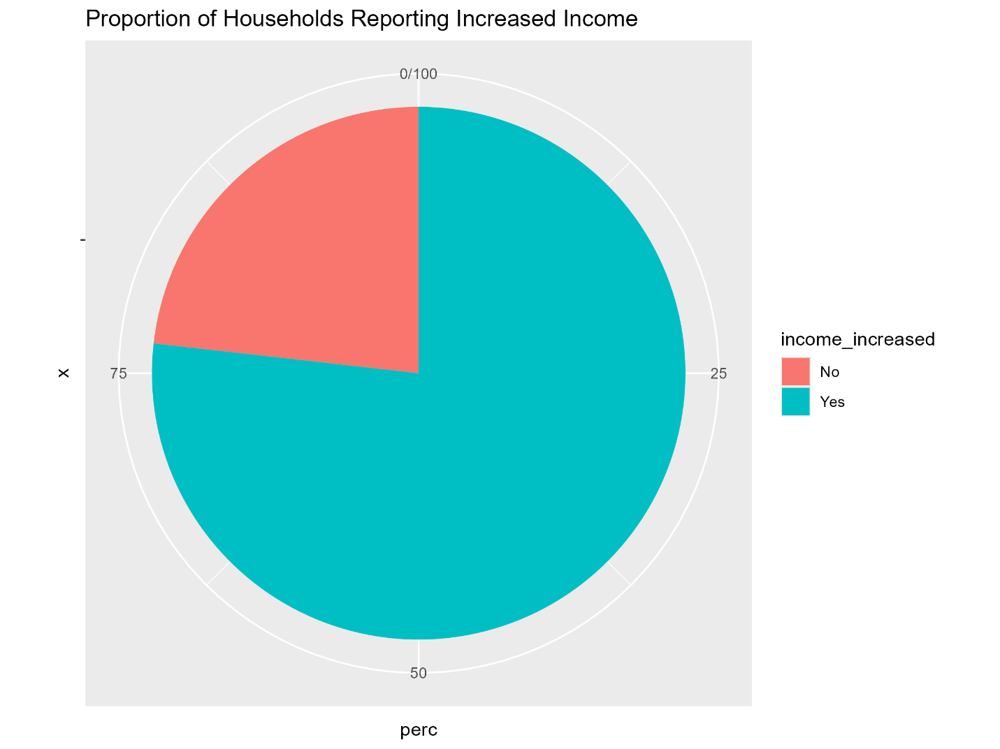 Proportion of Households Reporting Increased Income
0/100
75
25
50
x
perc
income_increased
No
Yes